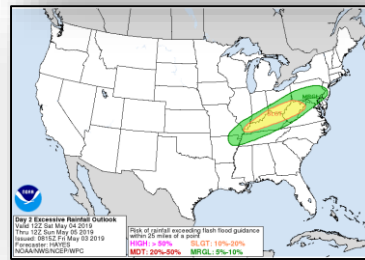 MRGL
SLGT
NOAA
Day 2 Excessive Rainfall Outlook
Valid 12Z Sat May 04 2019
Thru 12Z Sun May 05 2019
Issued: 0815Z Fri May 03 2019
Forecaster: HAYES
NOAA/NWS/NCEP/WPC
Risk of rainfall exceeding flash flood guidance
within 25 miles of a point
HIGH: > 50% SLGT: 10%-20%
MDT: 20%-50% MRGL: 5%-10%